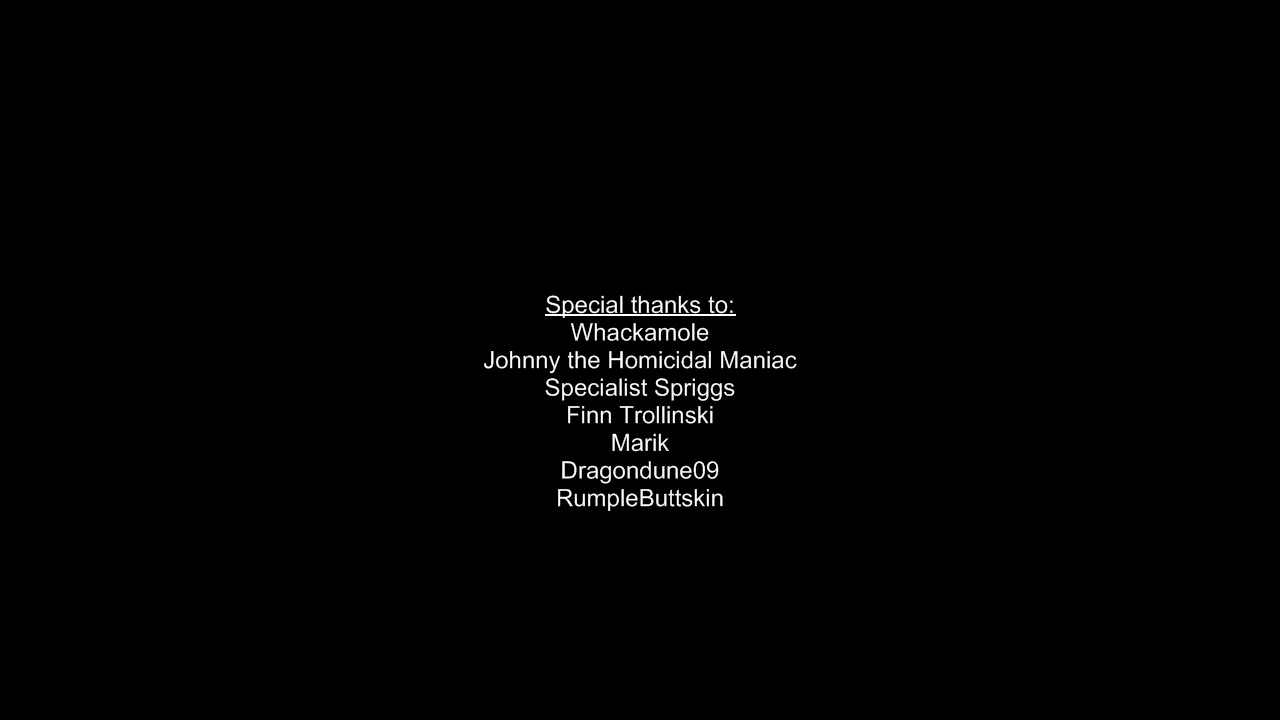 Special thanks to:
Whackamole
Johnny the Homicidal Maniac
Specialist Spriggs
Finn Trollinski
Marik
Dragondune09
RumpleButtskin